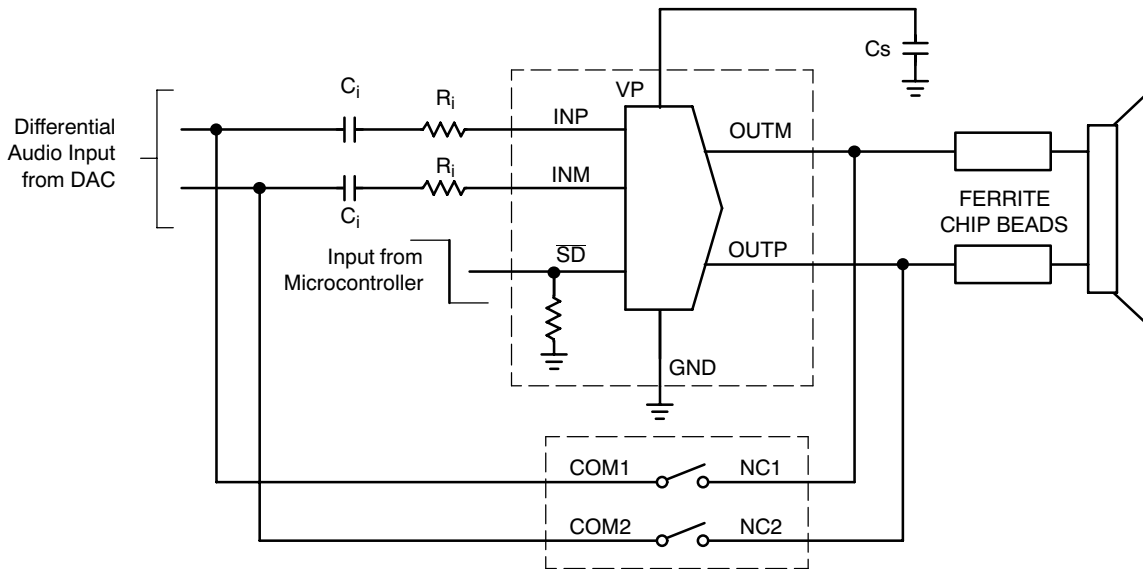 Cs
VP
Differential
Audio Input
from DAC
Ci
Ri
INP
OUTM
Ri
INM
Ci
FERRITE
CHIP BEADS
Input from
Microcontroller
SD
OUTP
GND
COM1
NC1
COM2
NC2